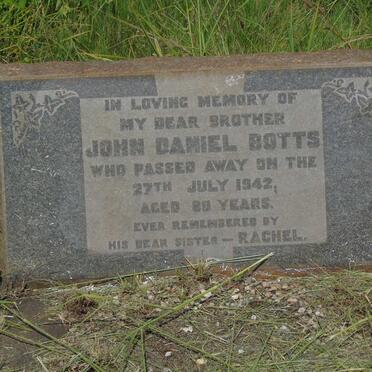 IN LOVING MEMORY OF
MY DEAR BROTHER
JOHN DANIEL BOTTS
WHO PASSED AWAY ON THE
27TH JULY 1942,
AGED 80 YEARS.
EVER REMEMBERED BY
HIS DEAR SISTER - RACHEL.